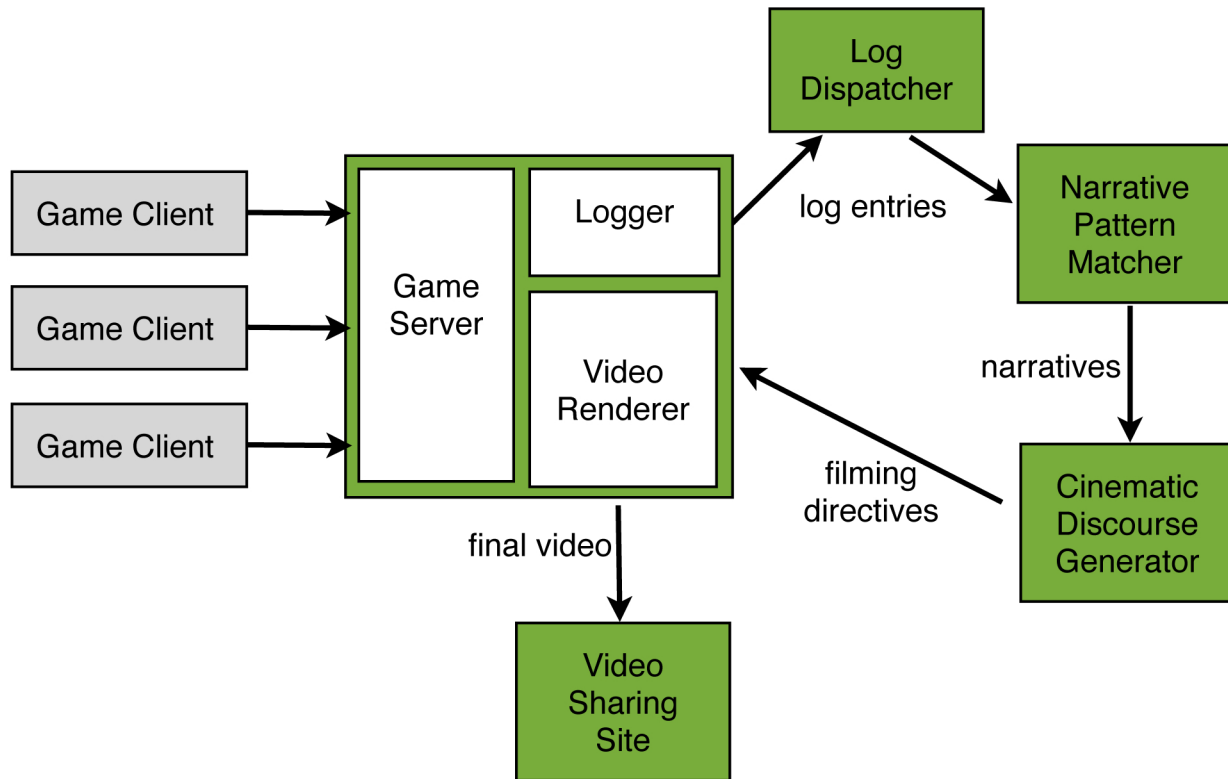 Log
Dispatcher
Game Client
Game Client
Game Client
Game
Server
Logger
Video
Renderer
log entries
Narrative
Pattern
Matcher
narratives
Cinematic
Discourse
Generator
filming
directives
final video
Video
Sharing
Site